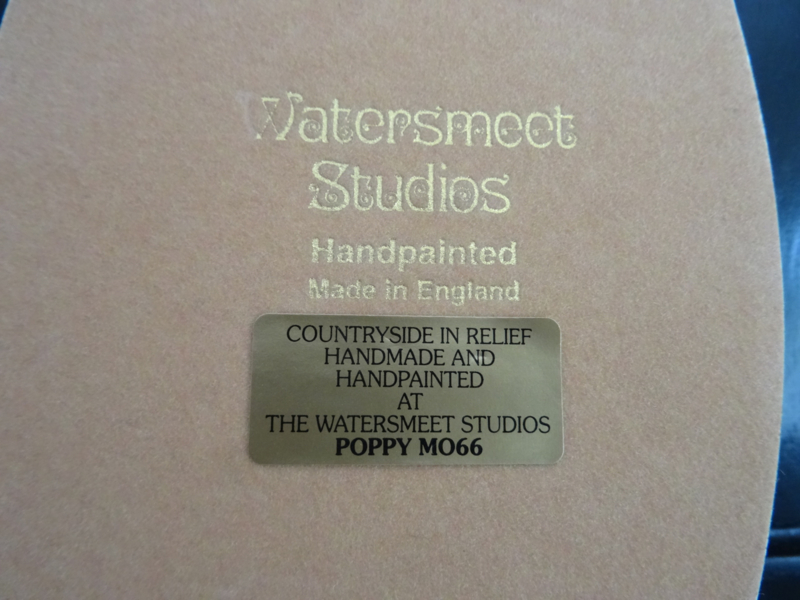 Watersmeet
Studios
Handpainted
Made in England
COUNTRYSIDE IN RELIEF
HANDMADE AND
HANDPAINTED
AT
THE WATERSMEET STUDIOS
POPPY MO66